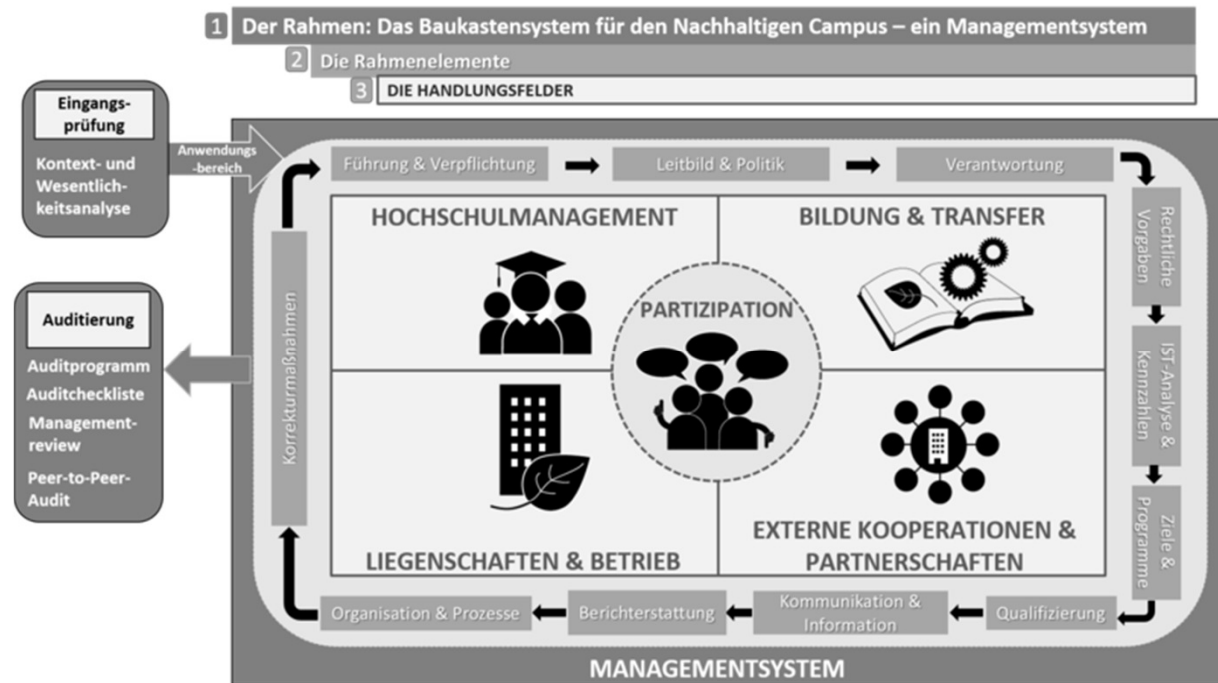 1 Der Rahmen: Das Baukastensystem für den Nachhaltigen Campus – ein Managementsystem
2 Die Rahmenelemente
3 DIE HANDLUNGSFELDER
Eingangs-
prüfung
Kontext- und
Wesentlich-
keitsanalyse
Anwendungs
-bereich
Auditierung
Auditprogramm
Auditcheckliste
Management-
review
Peer-to-Peer-
Audit
Führung & Verpflichtung
Leitbild & Politik
Verantwortung
Rechtliche
Vorgaben
IST-Analyse &
Kennzahlen
Ziele &
Programme
Qualifizierung
Kommunikation &
Information
Berichterstattung
Organisation & Prozesse
Korrekturmaßnahmen
HOCHSCHULMANAGEMENT
BILDUNG & TRANSFER
PARTIZIPATION
LIEGENSCHAFTEN & BETRIEB
EXTERNE KOOPERATIONEN &
PARTNERSCHAFTEN
MANAGEMENTSYSTEM